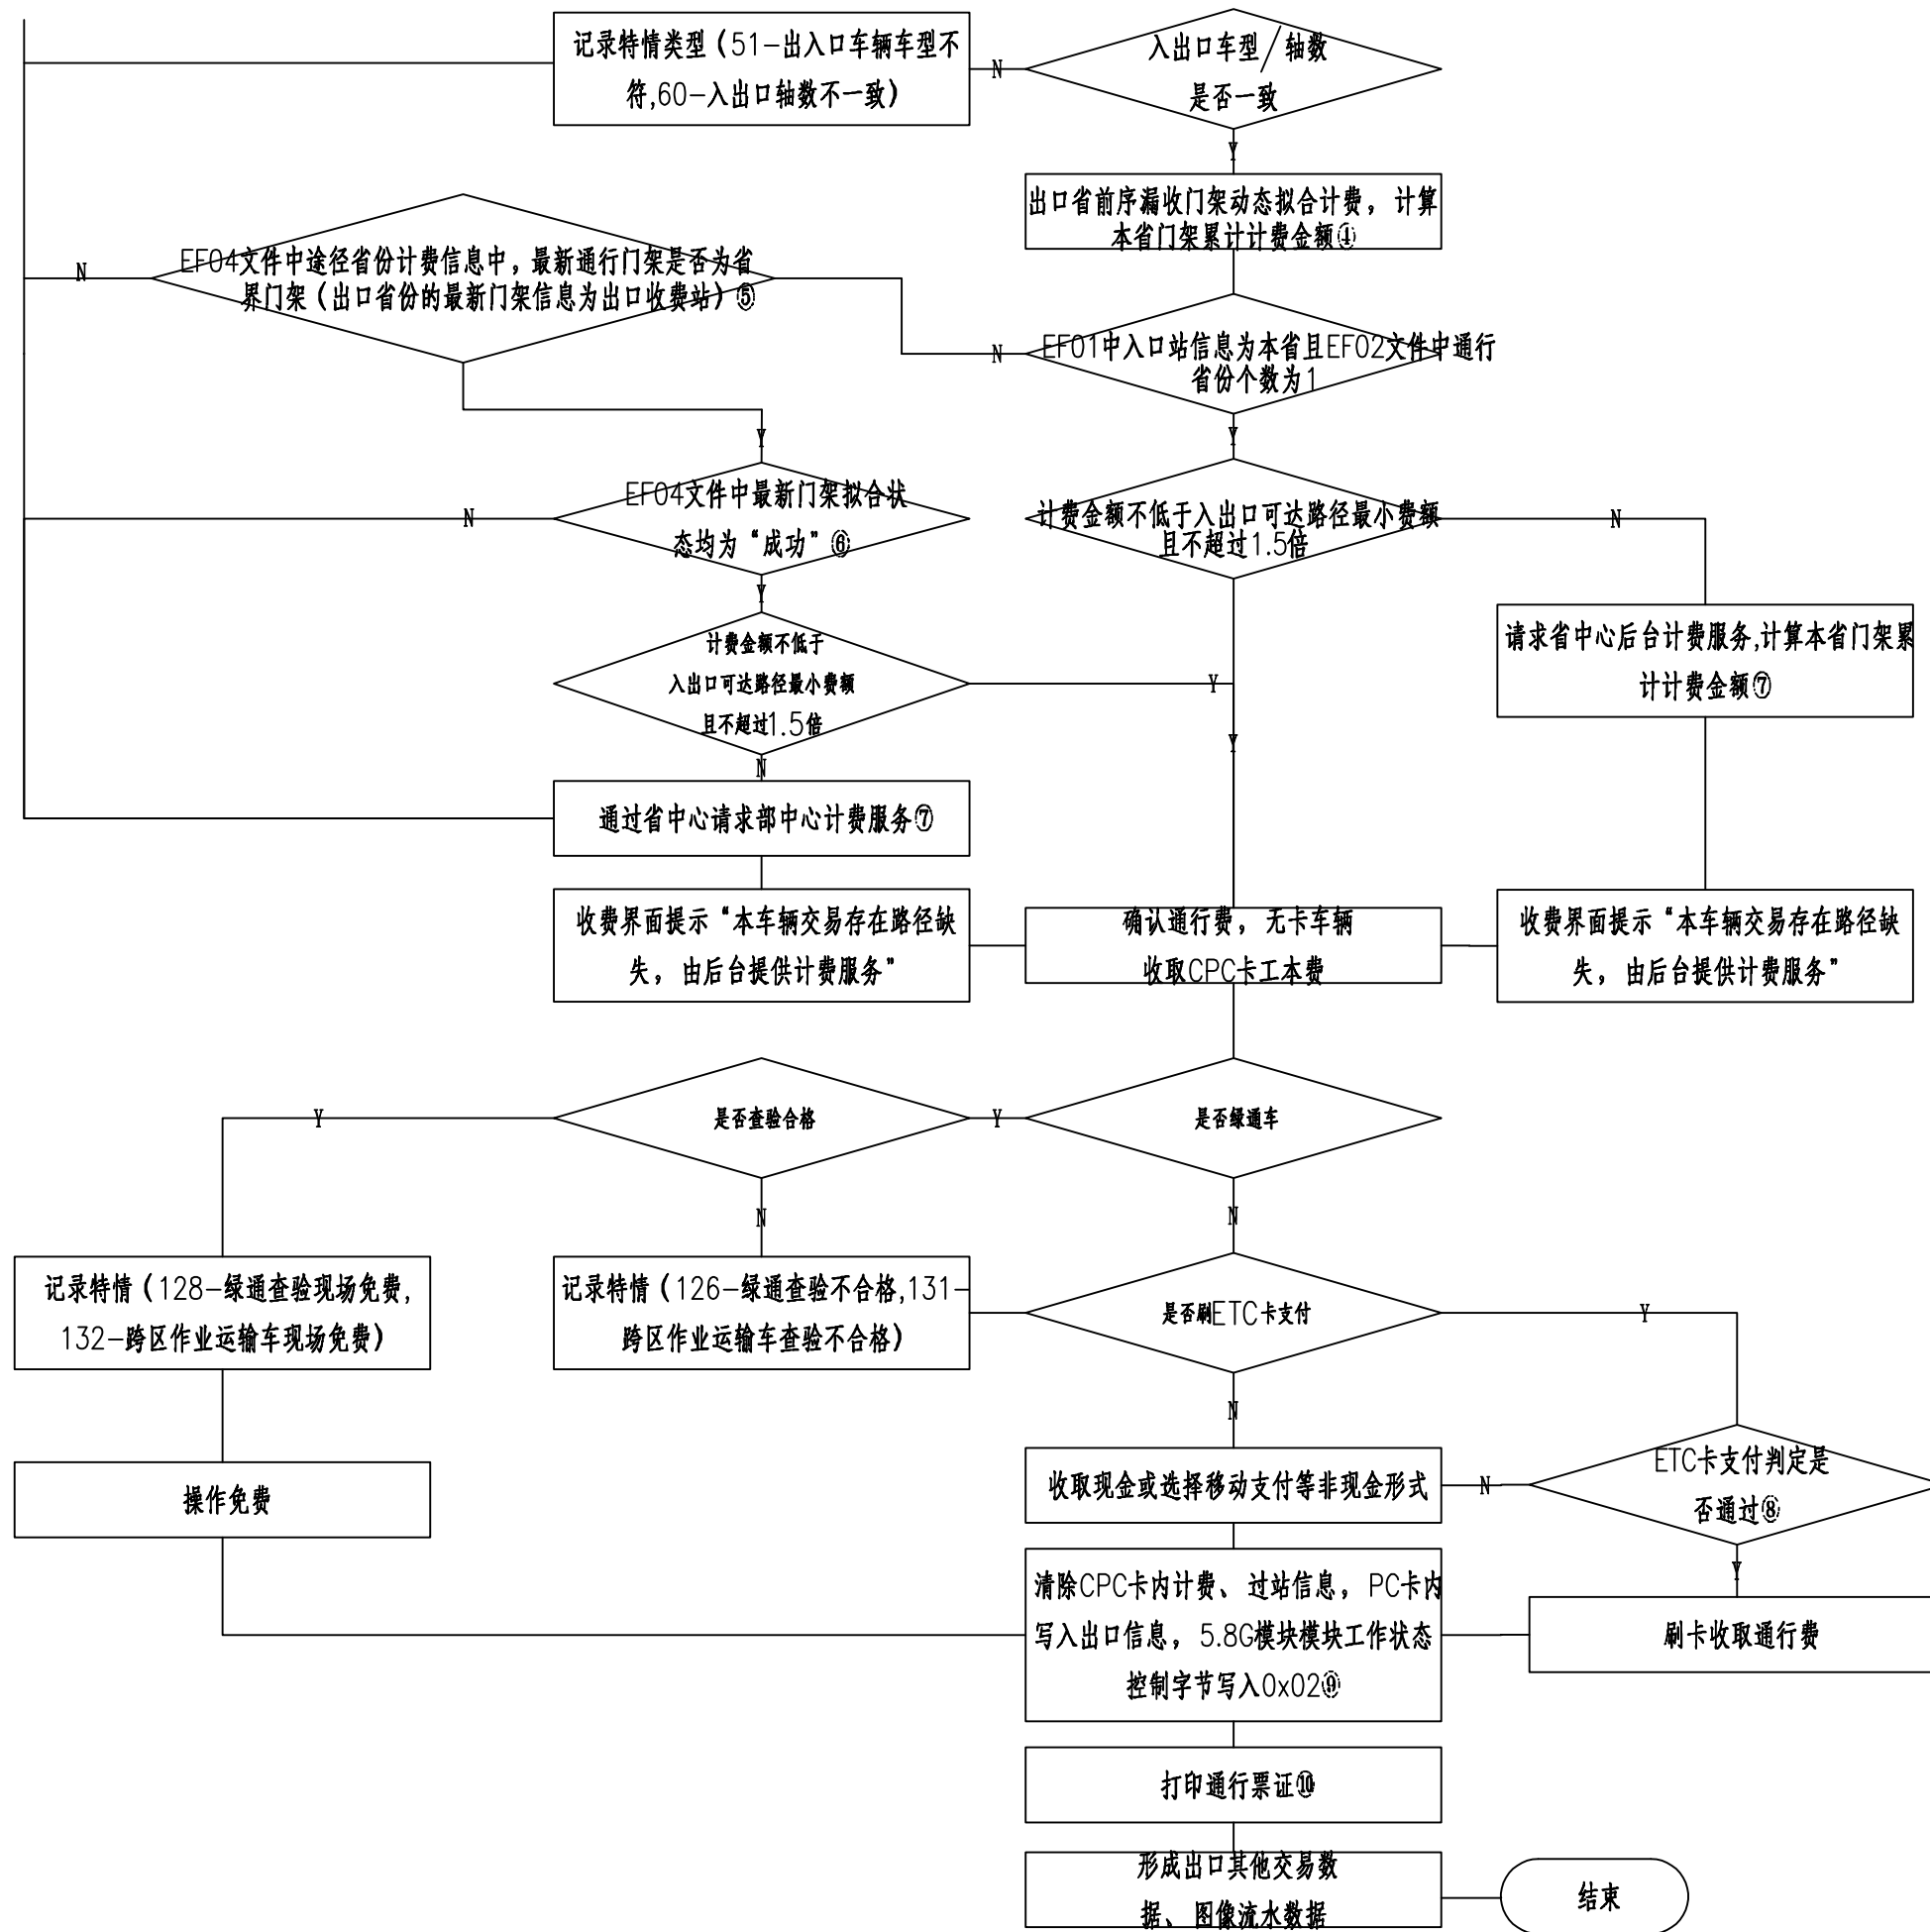 记录特情类型（51-出入口车辆车型不
符,60-入出口轴数不一致）
N
入出口车型/轴数
是否一致
Y
出口省前序漏收门架动态拟合计费，计算
本省门架累计计费金额④
N
EF04文件中途径省份计费信息中，最新通行门架是否为省
界门架（出口省份的最新门架信息为出口收费站）⑤
N
EF01中入口站信息为本省且EF02文件中通行
省份个数为1
Y
Y
N
EF04文件中最新门架拟合状
态均为“成功”⑥
计费金额不低于入出口可达路径最小费额
且不超过1.5倍
N
Y
计费金额不低于
入出口可达路径最小费额
且不超过1.5倍
Y
Y
请求省中心后台计费服务,计算本省门架累
计计费金额⑦
N
通过省中心请求部中心计费服务⑦
收费界面提示“本车辆交易存在路径缺
失，由后台提供计费服务”
确认通行费，无卡车辆
收取CPC卡工本费
收费界面提示“本车辆交易存在路径缺
失，由后台提供计费服务”
Y
是否查验合格
Y
是否绿通车
N
N
记录特情（128-绿通查验现场免费,
132-跨区作业运输车现场免费）
记录特情（126-绿通查验不合格,131-
跨区作业运输车查验不合格）
是否刷ETC卡支付
Y
N
操作免费
收取现金或选择移动支付等非现金形式
N
ETC卡支付判定是
否通过⑧
Y
清除CPC卡内计费、过站信息，PC卡内
写入出口信息，5.8G模块模块工作状态
控制字节写入0x02⑨
刷卡收取通行费
打印通行票证⑩
形成出口其他交易数
据、图像流水数据
结束